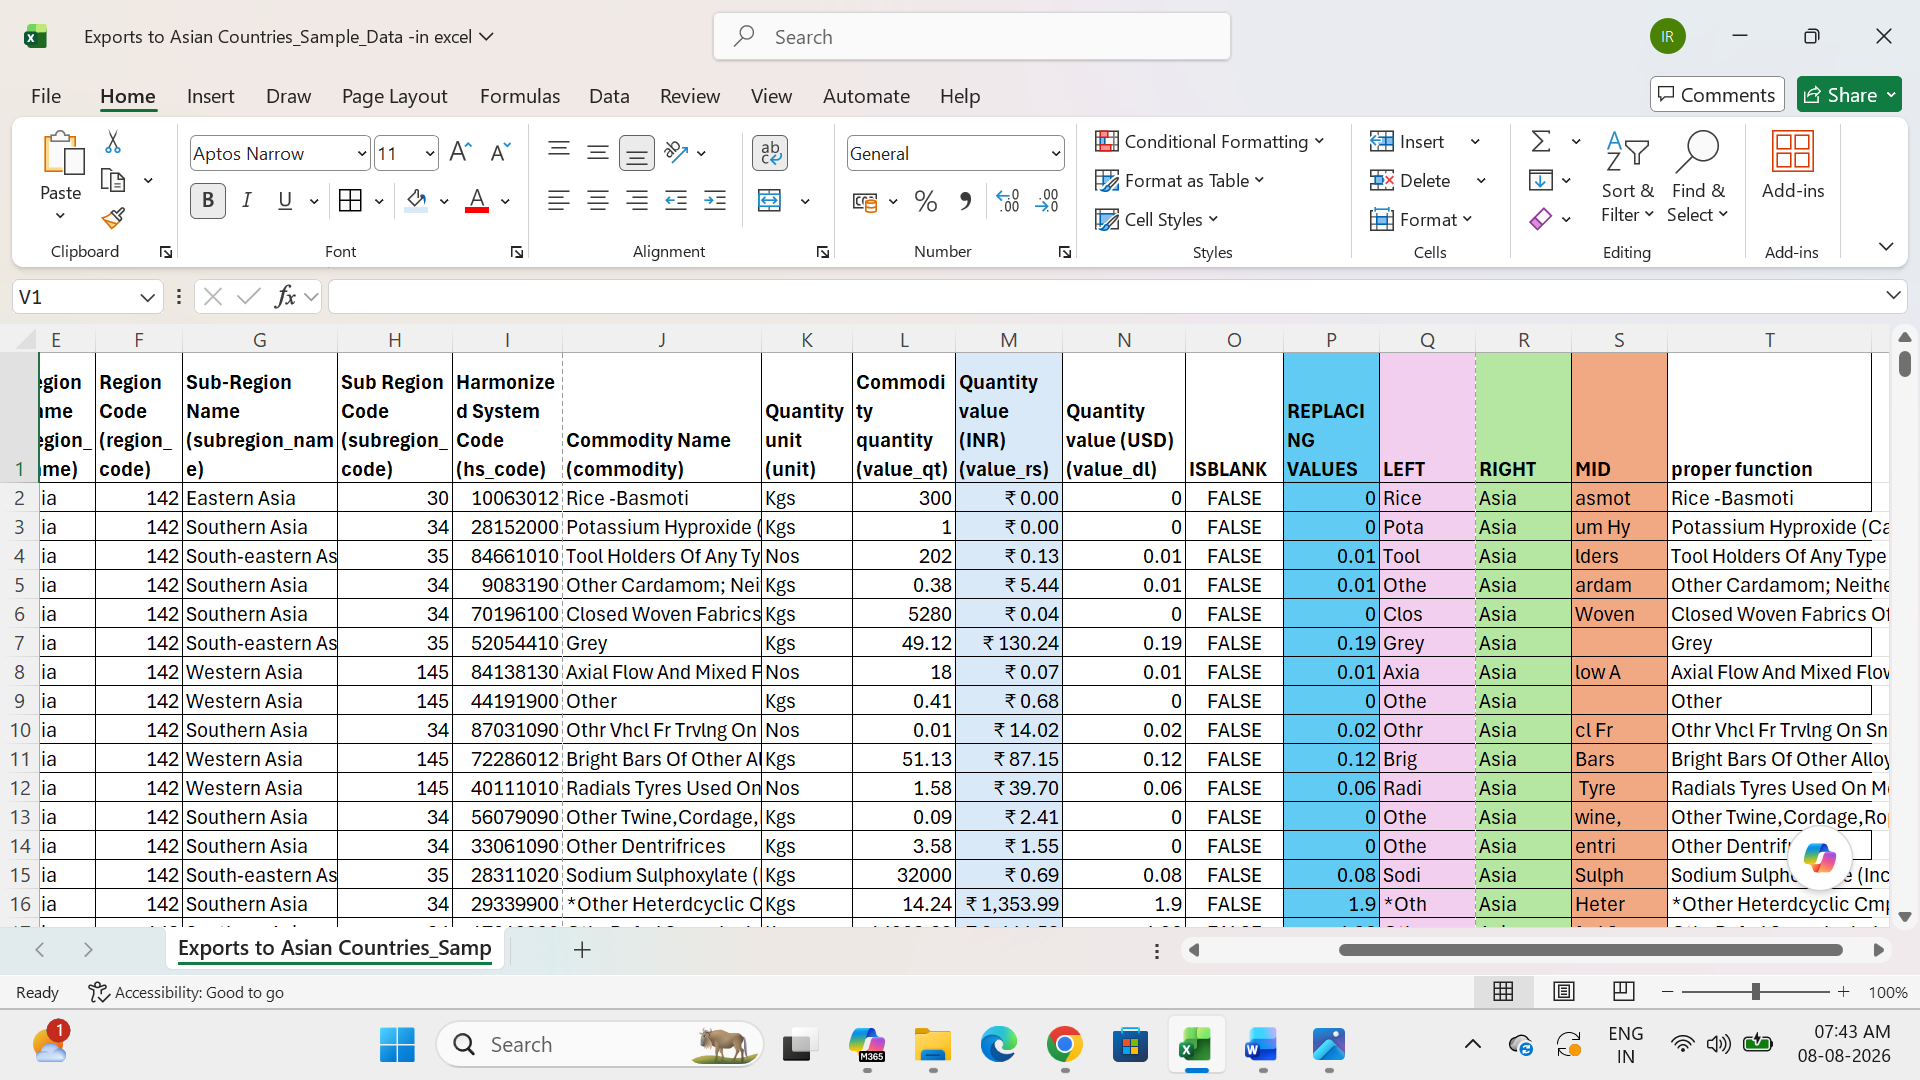 Exports to Asian Countries_Sample_Data -in excel
Search
IR
File Home Insert Draw Page Layout Formulas Data Review View Automate Help
Comments Share
Paste
Clipboard
Aptos Narrow 11
B I U
Font
ab
Alignment
General
Number
Conditional Formatting
Format as Table
Cell Styles
Styles
Insert
Delete
Format
Cells
Sort & Filter
Find & Select
Editing
Add-ins
Add-ins
V1 fx
E F G H I J K L M N O P Q R S T
1 egion ame egion_ ame) Region Code (region_ code) Sub-Region Name (subregion_nam e) Sub Region Code (subregion_ code) Harmonize d System Code (hs_code) Commodity Name (commodity) Quantity unit (unit) Commodi ty quantity (value_qt) Quantity value (INR) (value_rs) Quantity value (USD) (value_dl) ISBLANK REPLACI NG VALUES LEFT RIGHT MID proper function
2 ia 142 Eastern Asia 30 10063012 Rice -Basmoti Kgs 300 ₹ 0.00 0 FALSE 0 Rice Asia asmot Rice -Basmoti
3 ia 142 Southern Asia 34 28152000 Potassium Hyproxide ( Kgs 1 ₹ 0.00 0 FALSE 0 Pota Asia um Hy Potassium Hyproxide (Ca
4 ia 142 South-eastern As 35 84661010 Tool Holders Of Any Ty Nos 202 ₹ 0.13 0.01 FALSE 0.01 Tool Asia lders Tool Holders Of Any Type
5 ia 142 Southern Asia 34 9083190 Other Cardamom; Nei Kgs 0.38 ₹ 5.44 0.01 FALSE 0.01 Othe Asia ardam Other Cardamom; Neithe
6 ia 142 Southern Asia 34 70196100 Closed Woven Fabrics Kgs 5280 ₹ 0.04 0 FALSE 0 Clos Asia Woven Closed Woven Fabrics Of
7 ia 142 South-eastern As 35 52054410 Grey Kgs 49.12 ₹ 130.24 0.19 FALSE 0.19 Grey Asia Grey
8 ia 142 Western Asia 145 84138130 Axial Flow And Mixed F Nos 18 ₹ 0.07 0.01 FALSE 0.01 Axia Asia low A Axial Flow And Mixed Flow
9 ia 142 Western Asia 145 44191900 Other Kgs 0.41 ₹ 0.68 0 FALSE 0 Othe Asia Other
10 ia 142 Southern Asia 34 87031090 Othr Vhcl Fr Trvlng On Nos 0.01 ₹ 14.02 0.02 FALSE 0.02 Othr Asia cl Fr Othr Vhcl Fr Trvlng On Sn
11 ia 142 Western Asia 145 72286012 Bright Bars Of Other Al Kgs 51.13 ₹ 87.15 0.12 FALSE 0.12 Brig Asia Bars Bright Bars Of Other Alloy
12 ia 142 Western Asia 145 40111010 Radials Tyres Used On Nos 1.58 ₹ 39.70 0.06 FALSE 0.06 Radi Asia Tyre Radials Tyres Used On Mo
13 ia 142 Southern Asia 34 56079090 Other Twine,Cordage, Kgs 0.09 ₹ 2.41 0 FALSE 0 Othe Asia wine, Other Twine,Cordage,Rop
14 ia 142 Southern Asia 34 33061090 Other Dentrifrices Kgs 3.58 ₹ 1.55 0 FALSE 0 Othe Asia entri Other Dentrif
15 ia 142 South-eastern As 35 28311020 Sodium Sulphoxylate ( Kgs 32000 ₹ 0.69 0.08 FALSE 0.08 Sodi Asia Sulph Sodium Sulph e (Inc
16 ia 142 Southern Asia 34 29339900 *Other Heterdcyclic C Kgs 14.24 ₹ 1,353.99 1.9 FALSE 1.9 *Oth Asia Heter *Other Heterdcyclic Cmp
Exports to Asian Countries_Samp
Ready Accessibility: Good to go 100%
1 Search M365 ENG IN 07:43 AM 08-08-2026